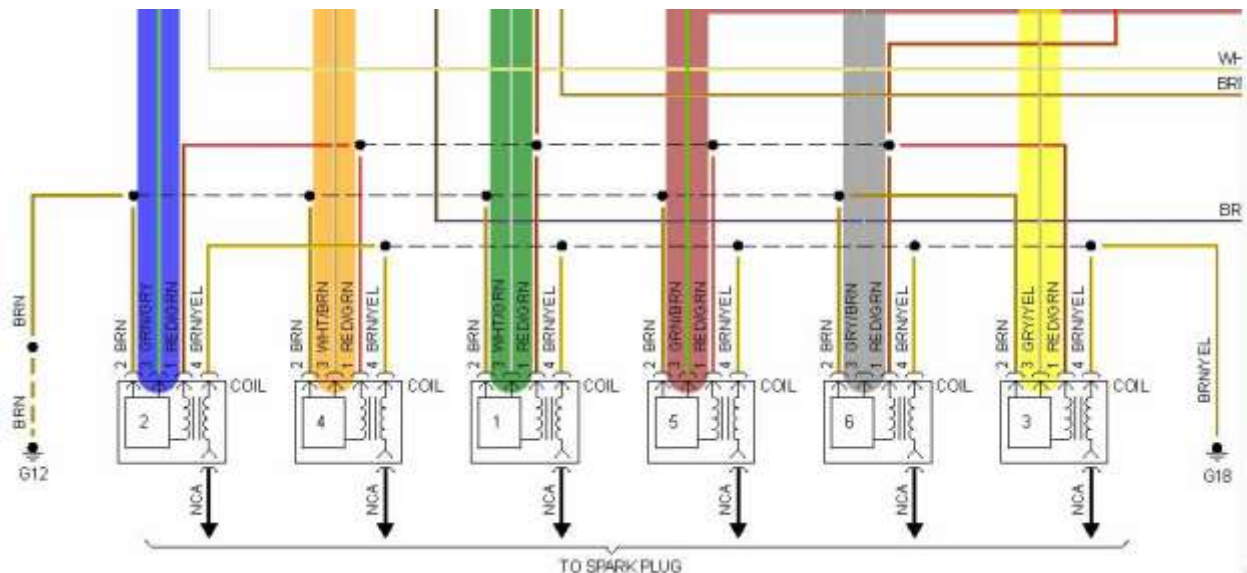 WH
BRN
BR
BRN
BRN
G12
2 BRN
3 GRN/GRY
1 RED/GRN
4 BRN/YEL
COIL
2
NCA
2 BRN
3 WHT/BRN
1 RED/GRN
4 BRN/YEL
COIL
4
NCA
2 BRN
3 WHT/GRN
1 RED/GRN
4 BRN/YEL
COIL
1
NCA
2 BRN
3 GRN/BRN
1 RED/GRN
4 BRN/YEL
COIL
5
NCA
2 BRN
3 GRY/BRN
1 RED/GRN
4 BRN/YEL
COIL
6
NCA
2 BRN
3 GRY/YEL
1 RED/GRN
4 BRN/YEL
COIL
3
NCA
BRN/YEL
G18
TO SPARK PLUG